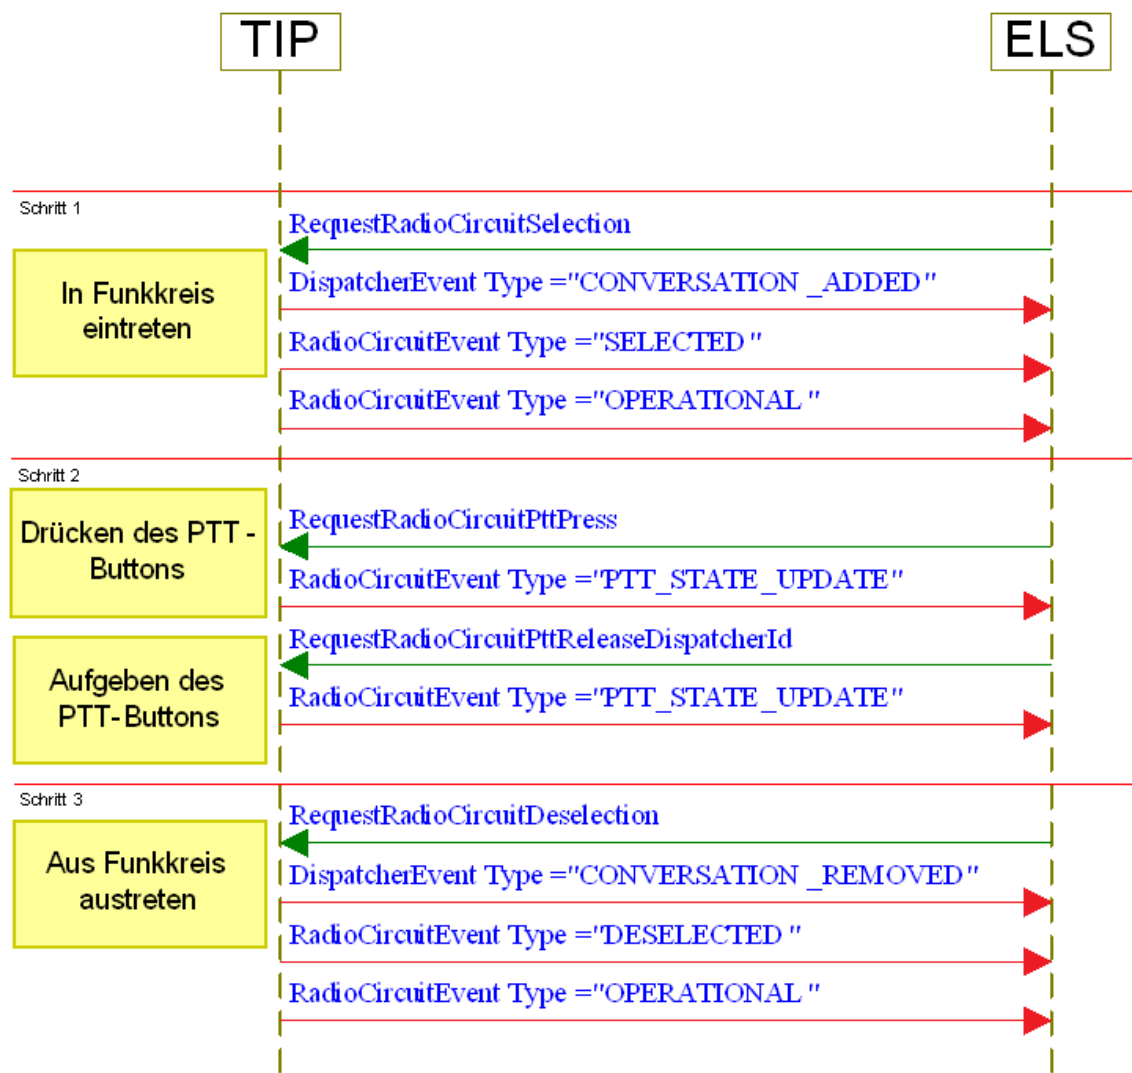 TIP
ELS
Schritt 1
RequestRadioCircuitSelection
In Funkkreis
eintreten
DispatcherEvent Type ="CONVERSATION _ADDED"
RadioCircuitEvent Type ="SELECTED "
RadioCircuitEvent Type ="OPERATIONAL "
Schritt 2
Drücken des PTT -
Buttons
RequestRadioCircuitPttPress
RadioCircuitEvent Type ="PTT_STATE_UPDATE"
Aufgeben des
PTT-Buttons
RequestRadioCircuitPttReleaseDispatcherId
RadioCircuitEvent Type ="PTT_STATE_UPDATE"
Schritt 3
RequestRadioCircuitDeselection
Aus Funkkreis
austreten
DispatcherEvent Type ="CONVERSATION _REMOVED"
RadioCircuitEvent Type ="DESELECTED "
RadioCircuitEvent Type ="OPERATIONAL "